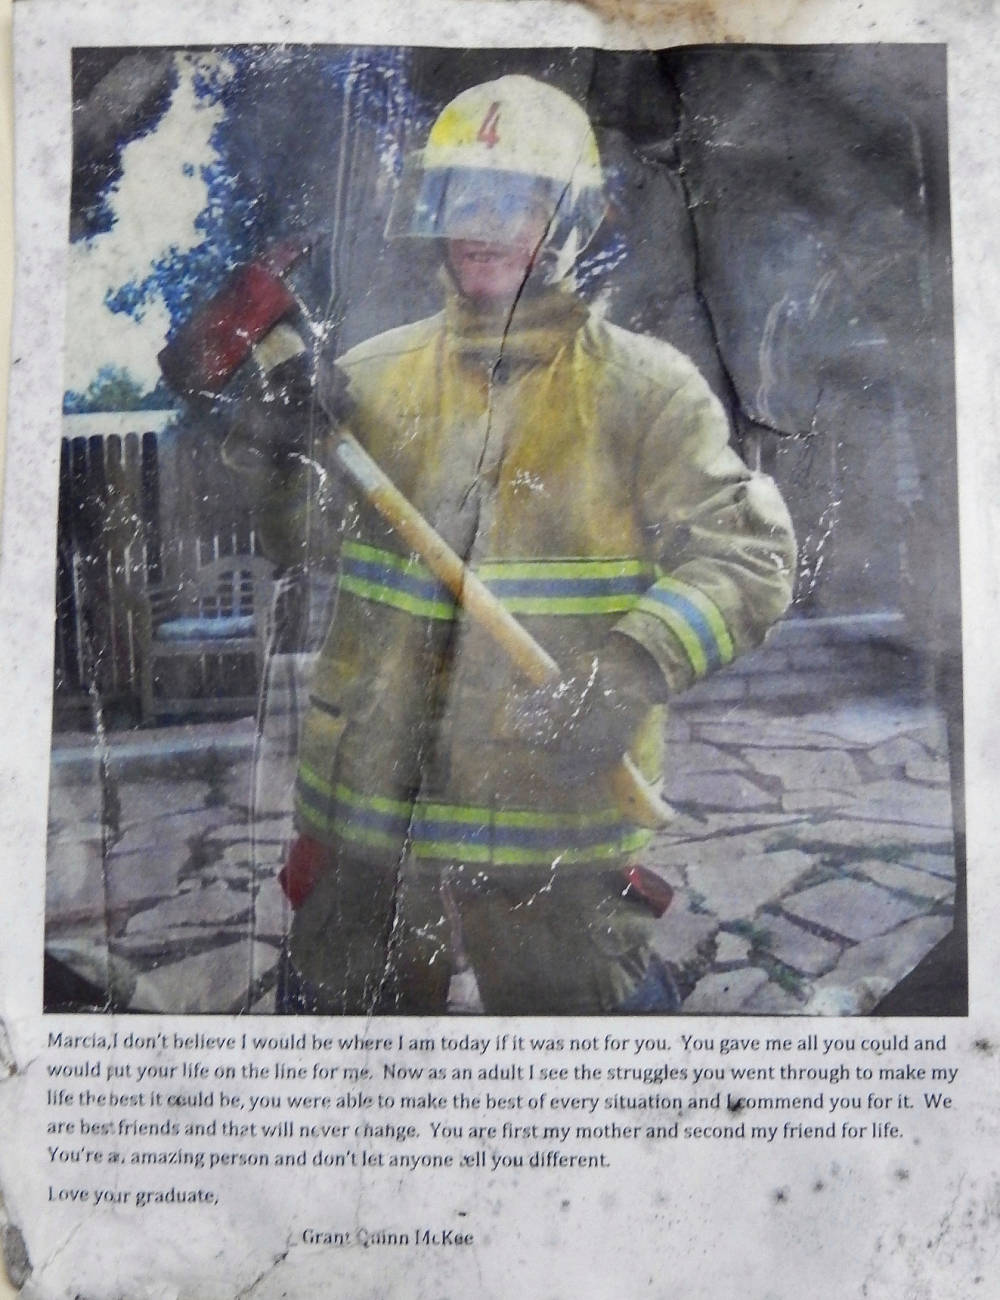 4
Marcia,I don't believe I would be where I am today if it was not for you. You gave me all you could and
would put your life on the line for me. Now as an adult I see the struggles you went through to make my
life the best it could be, you were able to make the best of every situation and I commend you for it. We
are best friends and that will never change. You are first my mother and second my friend for life.
You're an amazing person and don't let anyone tell you different.
Love your graduate,
Grant Quinn McKee